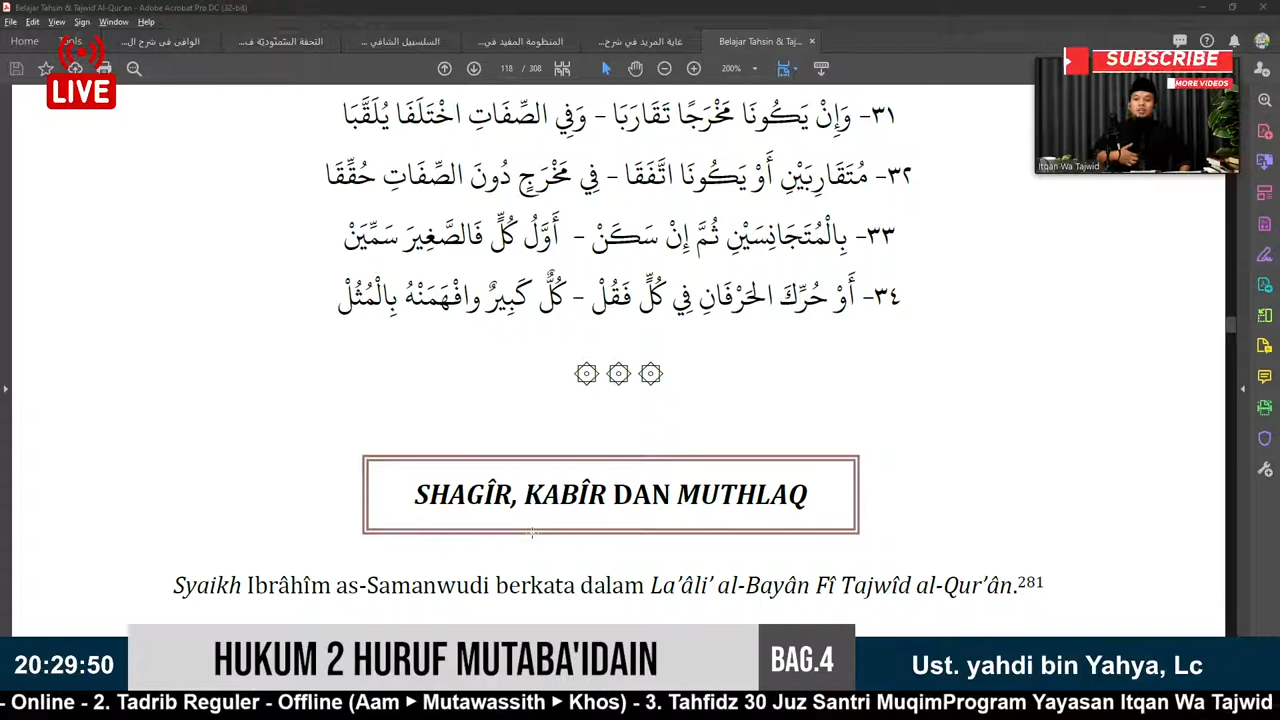 Belajar Tahsin & Tajwid Al-Qur'an - Adobe Acrobat Pro DC (32-bit)
File Edit View Sign Window Help
Home Tools الوافى فى شرح ال... التحفة السمنودية ف... السلسبيل الشافي ... المنظومة المفيد في... غاية المريد في شرح... Belajar Tahsin & Taj... ×
118 / 308 200%
LIVE
SUBSCRIBE
MORE VIDEOS
Itqan Wa Tajwid
٣١- وَإِنْ يَكُونَا مَخْرَجًا تَقَارَبَا – وَفِي الصِّفَاتِ اخْتَلَفَا يُلَقَّبَا
٣٢- مُتَقَارِبَيْنِ أَوْ يَكُونَا اتَّفَقَا – فِي مَخْرَجٍ دُونَ الصِّفَاتِ حُقِّقَا
٣٣- بِالْمُتَجَانِسَيْنِ ثُمَّ إِنْ سَكَنْ – أَوَّلُ كُلٍّ فَالصَّغِيرَ سَمِّيَنْ
٣٤- أَوْ حُرِّكَ الحَرْفَانِ فِي كُلٍّ فَقُلْ – كُلٌّ كَبِيرٌ وافْهَمَنْهُ بِالْمُثُلْ
SHAGÎR, KABÎR DAN MUTHLAQ
Syaikh Ibrâhîm as-Samanwudi berkata dalam La'âli' al-Bayân Fî Tajwîd al-Qur'ân.281
20:29:50 HUKUM 2 HURUF MUTABA'IDAIN BAG.4 Ust. yahdi bin Yahya, Lc
- Online - 2. Tadrib Reguler - Offline (Aam ▸ Mutawassith ▸ Khos) - 3. Tahfidz 30 Juz Santri MuqimProgram Yayasan Itqan Wa Tajwid